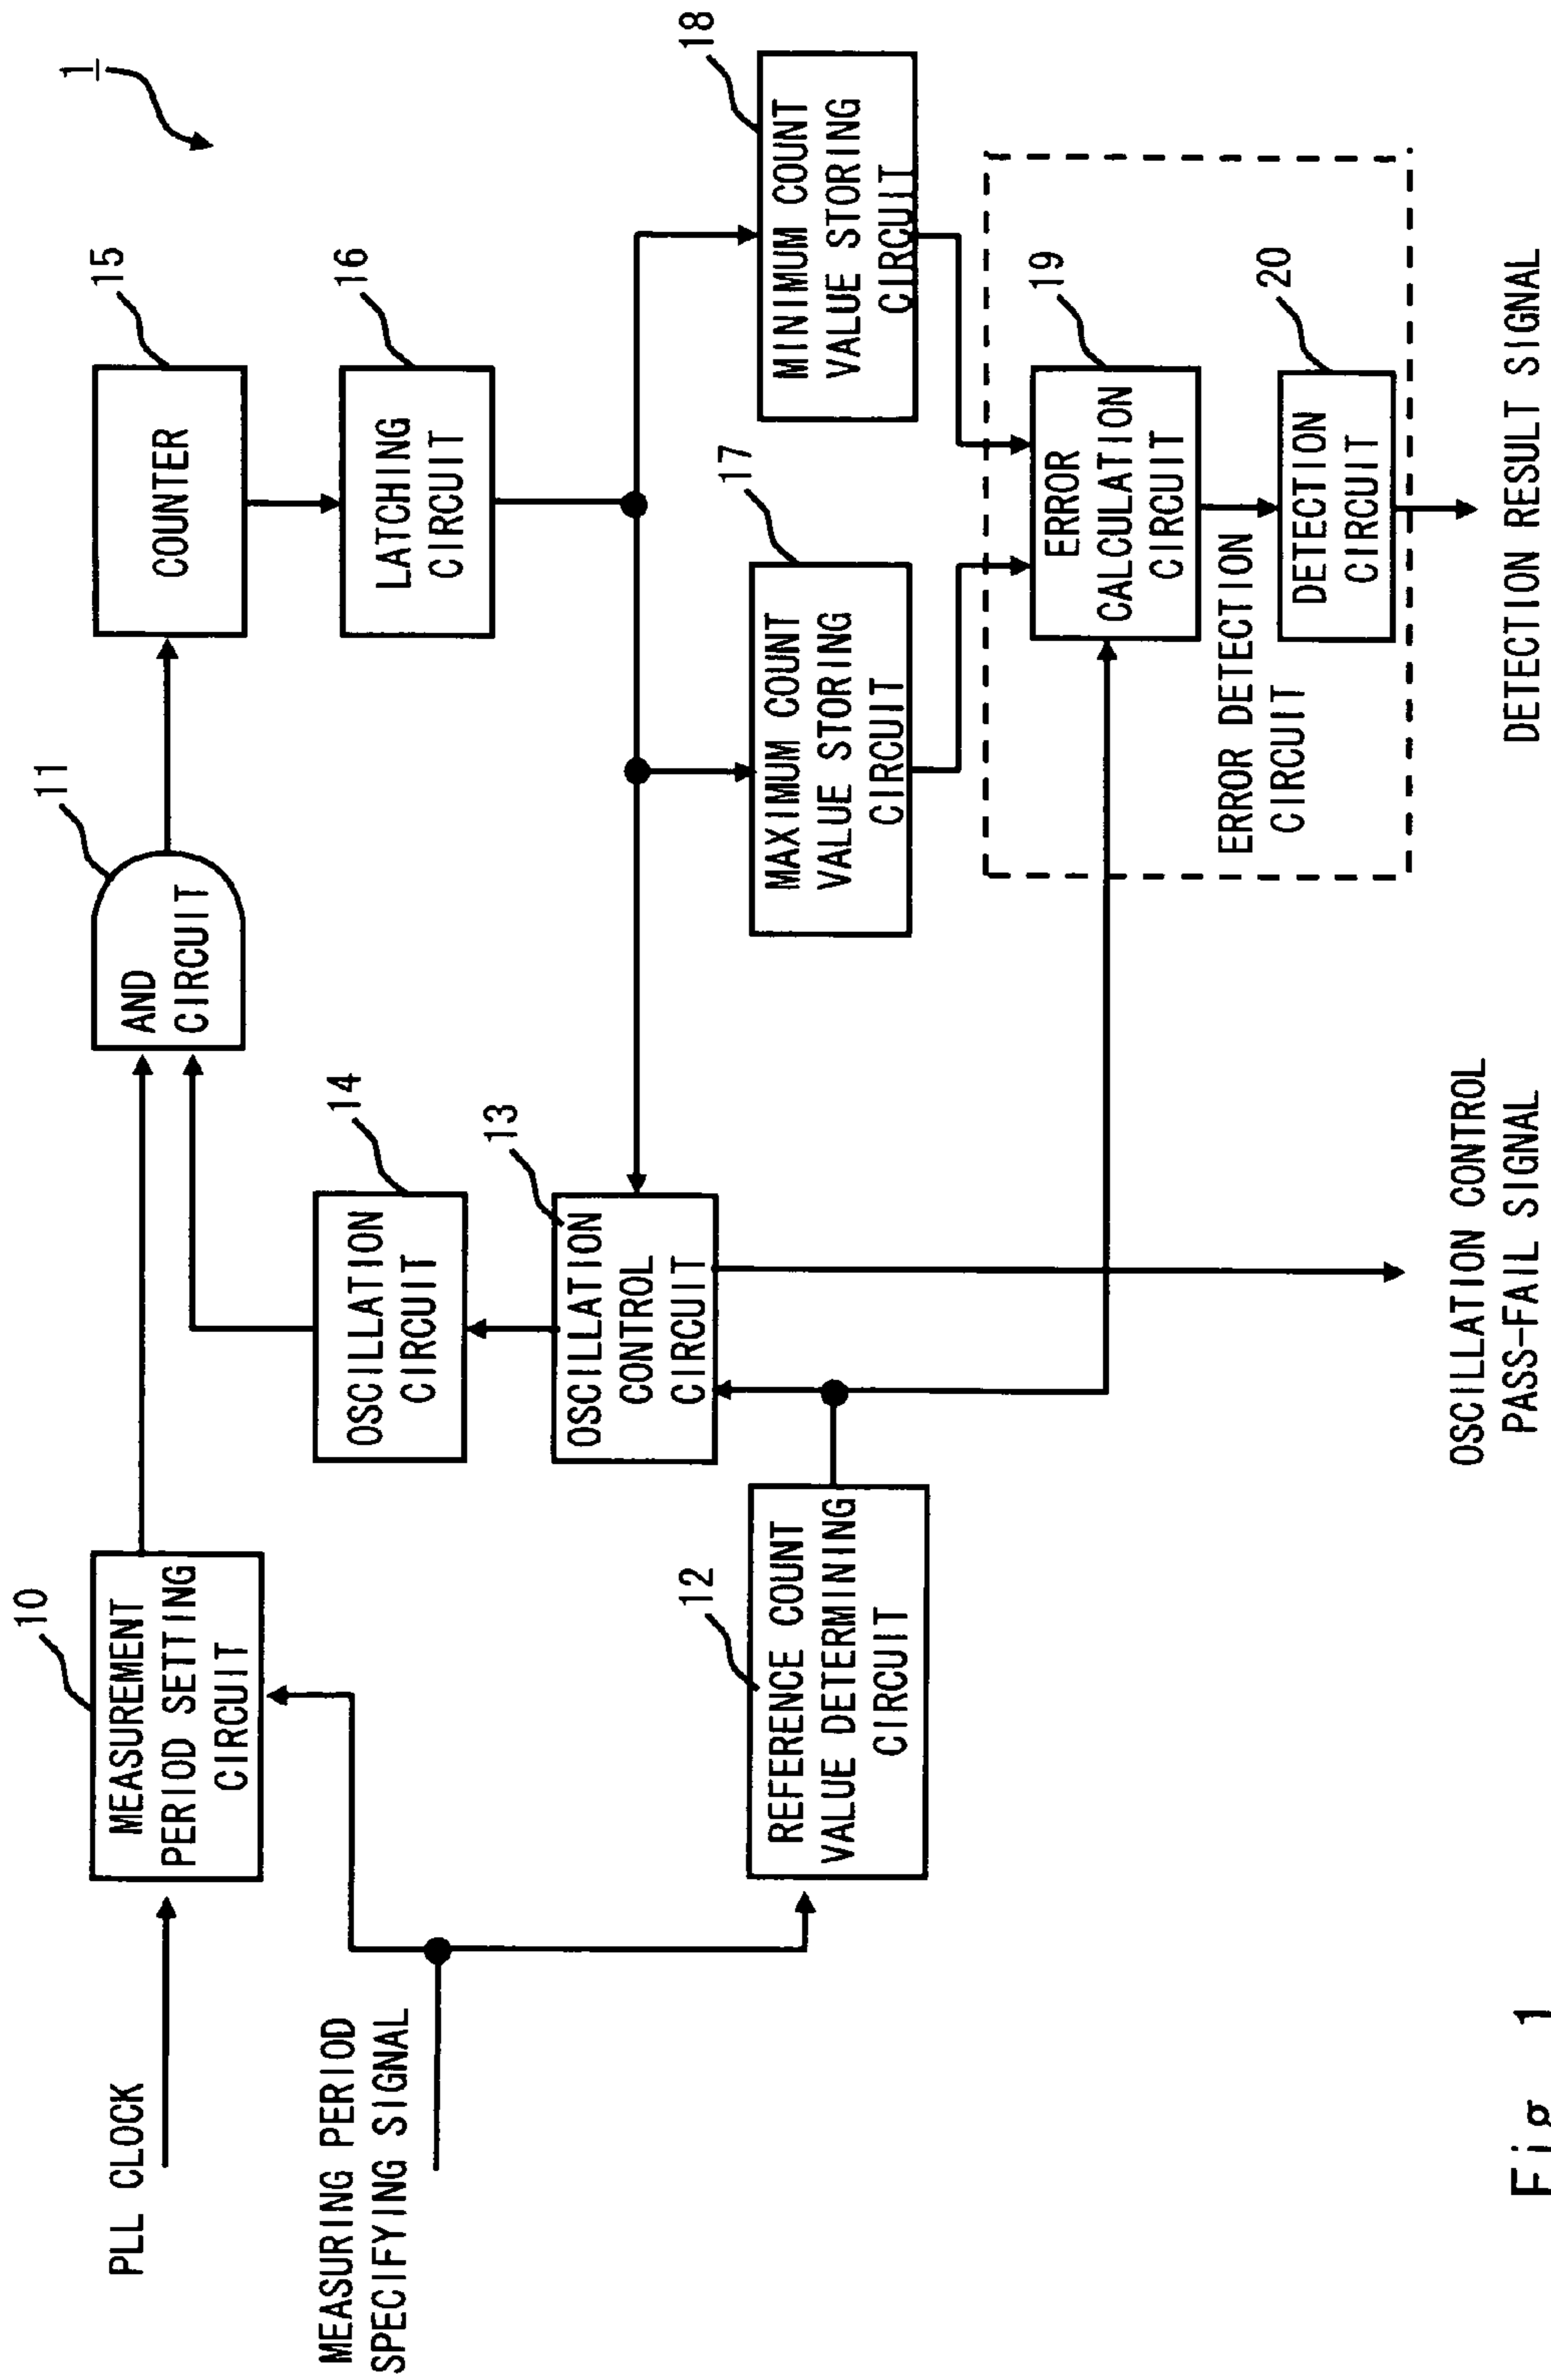 1
PLL CLOCK
MEASURING PERIOD
SPECIFYING SIGNAL
10
MEASUREMENT
PERIOD SETTING
CIRCUIT
11
AND
CIRCUIT
15
COUNTER
14
OSCILLATION
CIRCUIT
16
LATCHING
CIRCUIT
13
OSCILLATION
CONTROL
CIRCUIT
12
REFERENCE COUNT
VALUE DETERMINING
CIRCUIT
17
MAXIMUM COUNT
VALUE STORING
CIRCUIT
18
MINIMUM COUNT
VALUE STORING
CIRCUIT
19
ERROR
CALCULATION
CIRCUIT
ERROR DETECTION
CIRCUIT
20
DETECTION
CIRCUIT
OSCILLATION CONTROL
PASS-FAIL SIGNAL
DETECTION RESULT SIGNAL
Fig. 1